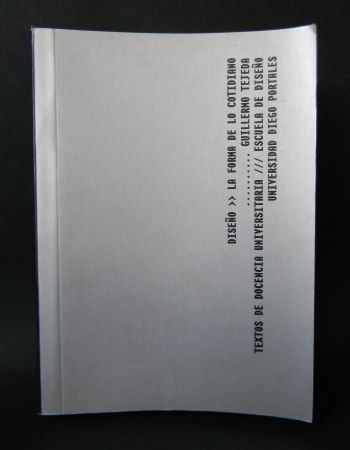 DISEÑO >> LA FORMA DE LO COTIDIANO
.......... GUILLERMO TEJEDA
TEXTOS DE DOCENCIA UNIVERSITARIA /// ESCUELA DE DISEÑO
UNIVERSIDAD DIEGO PORTALES